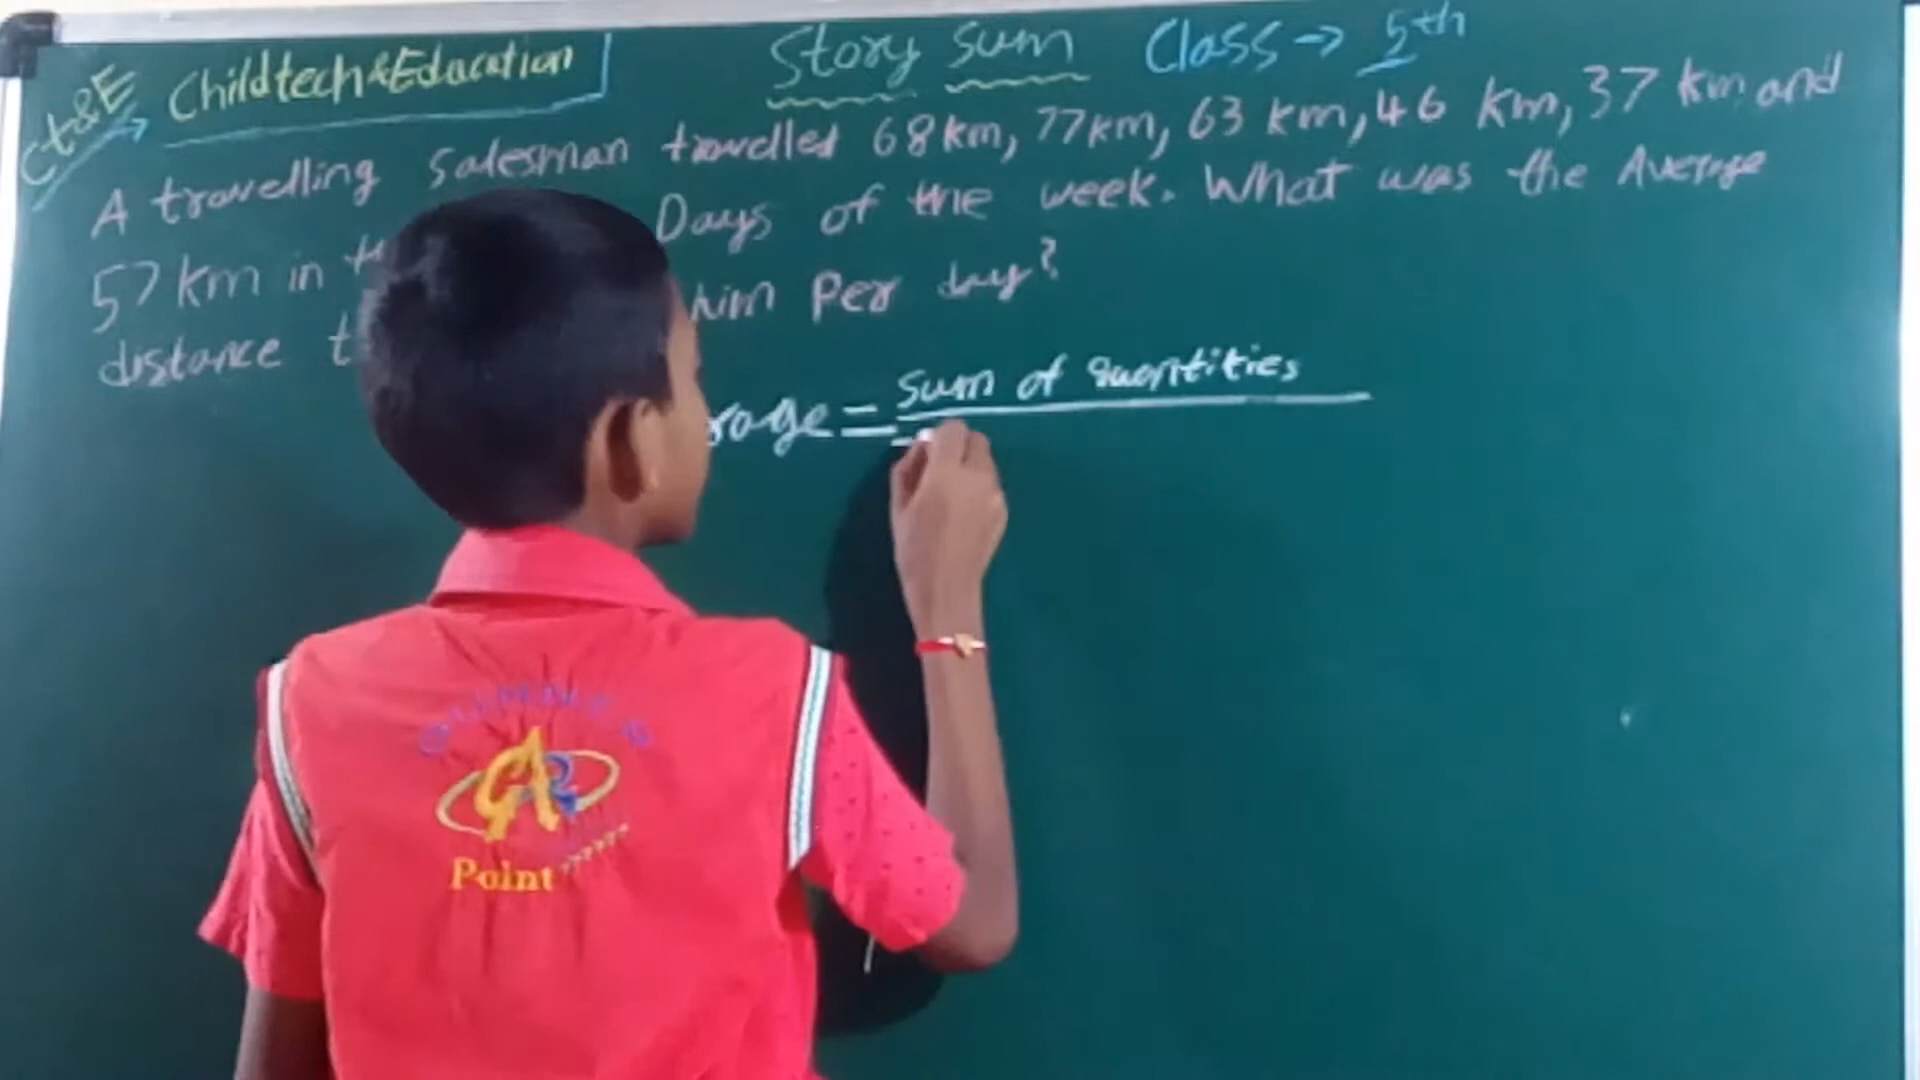 Ct&E → Childtech&Education
Story Sum Class → 5th
A travelling Salesman travelled 68km, 77km, 63 km, 46 km, 37 km and
57 km in Days of the week. What was the Average
distance him Per day?
rage = Sum of quantities
Point